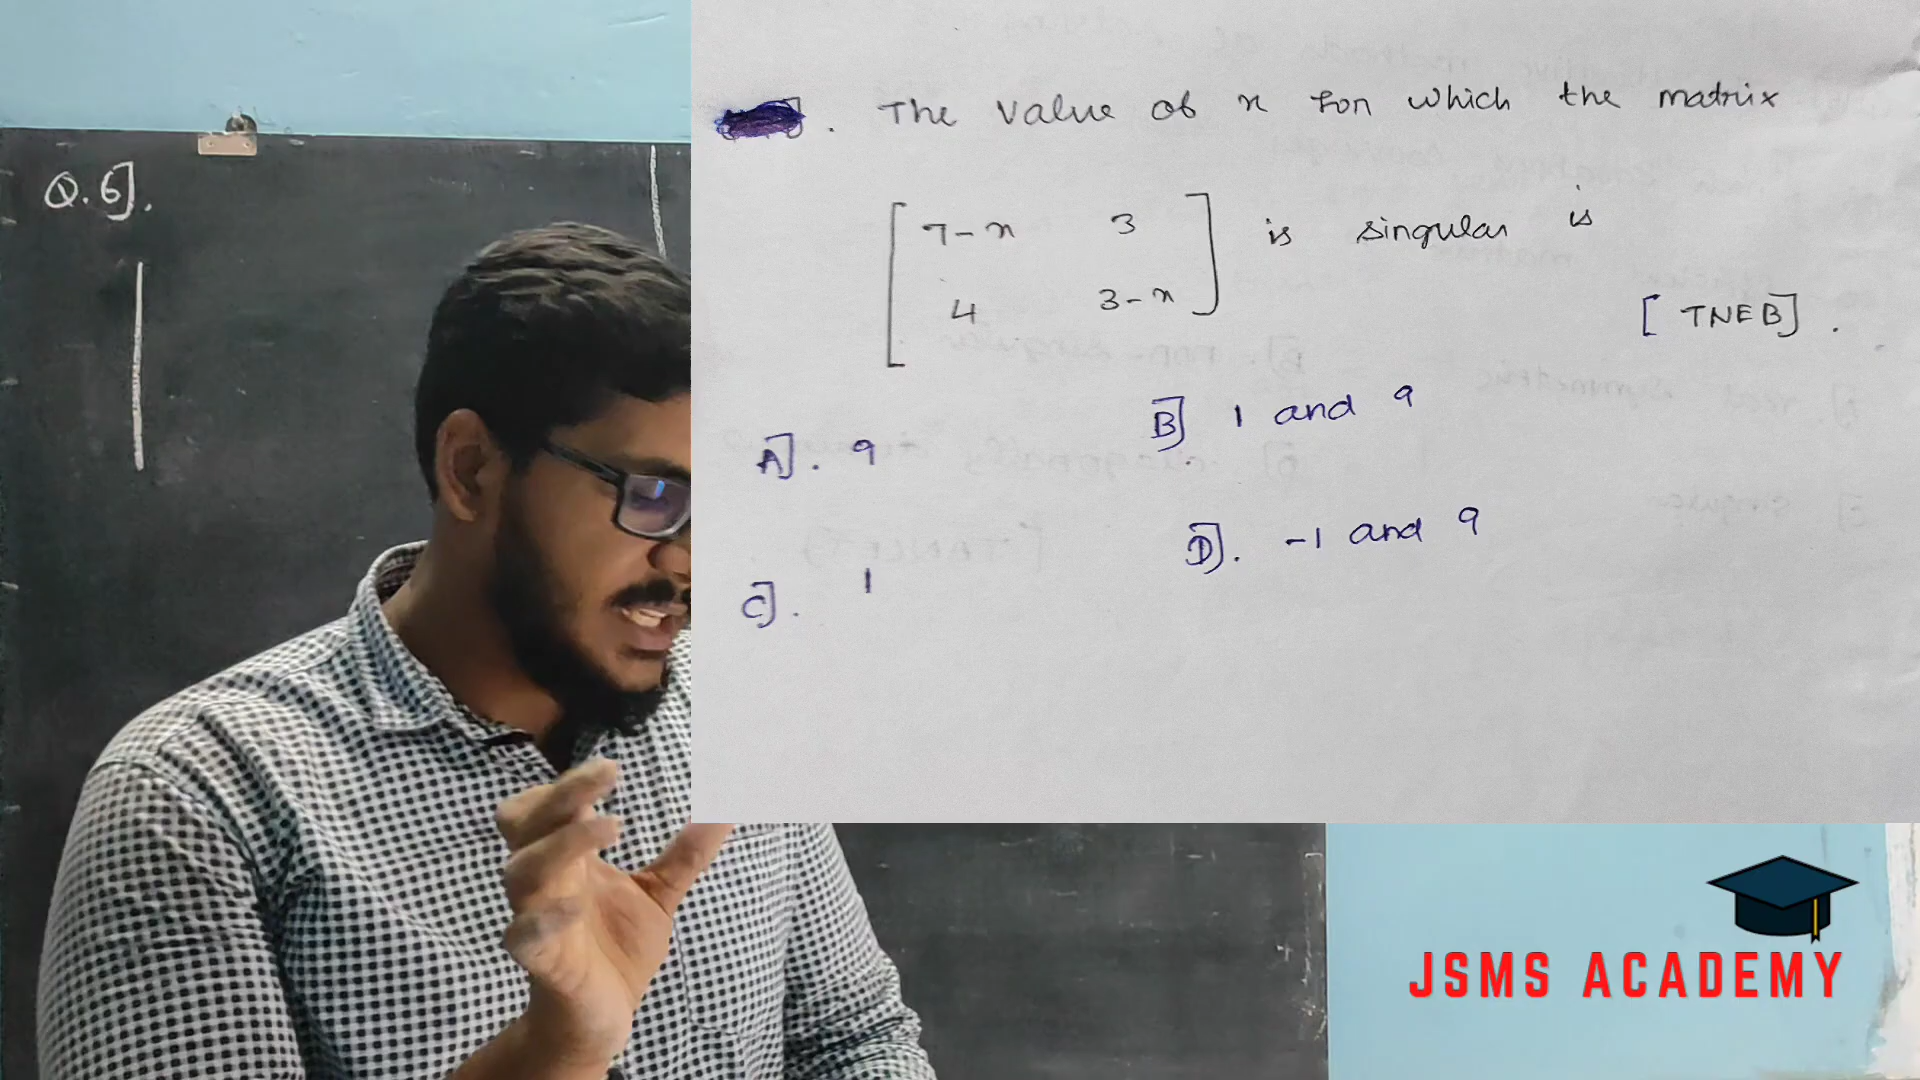 Q.6].
. The value of x for which the matrix
7-x 3
is singular is
4 3-x
[TNEB].
A]. 9
B] 1 and 9
C]. 1
D]. -1 and 9
JSMS ACADEMY